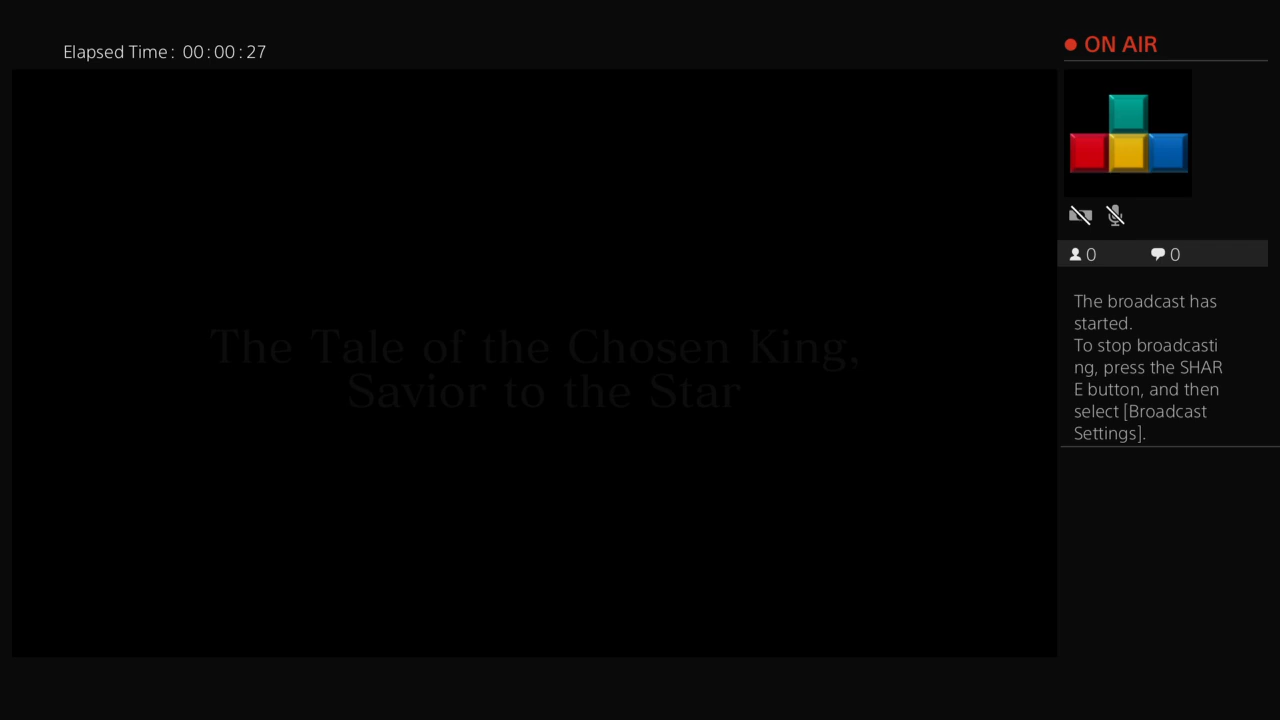 Elapsed Time: 00:00:27
ON AIR
0 0
The Tale of the Chosen King,
Savior to the Star
The broadcast has
started.
To stop broadcasti
ng, press the SHAR
E button, and then
select [Broadcast
Settings].